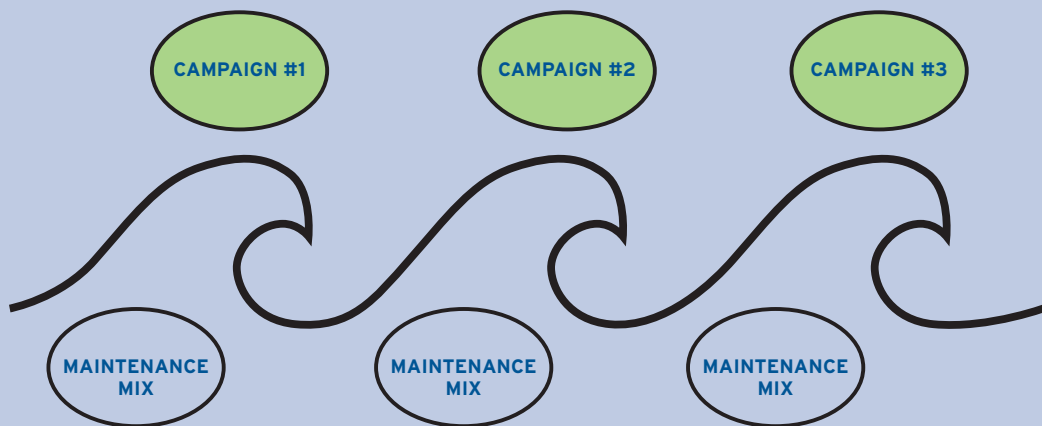 CAMPAIGN #1
CAMPAIGN #2
CAMPAIGN #3
MAINTENANCE
MIX
MAINTENANCE
MIX
MAINTENANCE
MIX